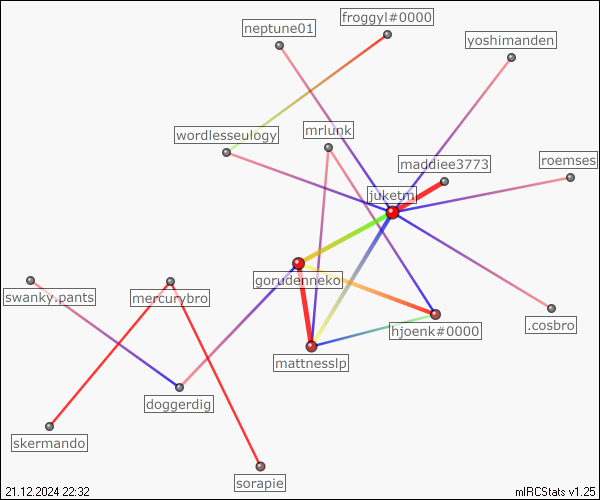 froggyl#0000
neptune01
yoshimanden
wordlesseulogy
mrlunk
maddiee3773
roemses
juketm
gorudenneko
swanky.pants
mercurybro
.cosbro
hjoenk#0000
mattnesslp
doggerdig
skermando
sorapie
21.12.2024 22:32
mIRCStats v1.25